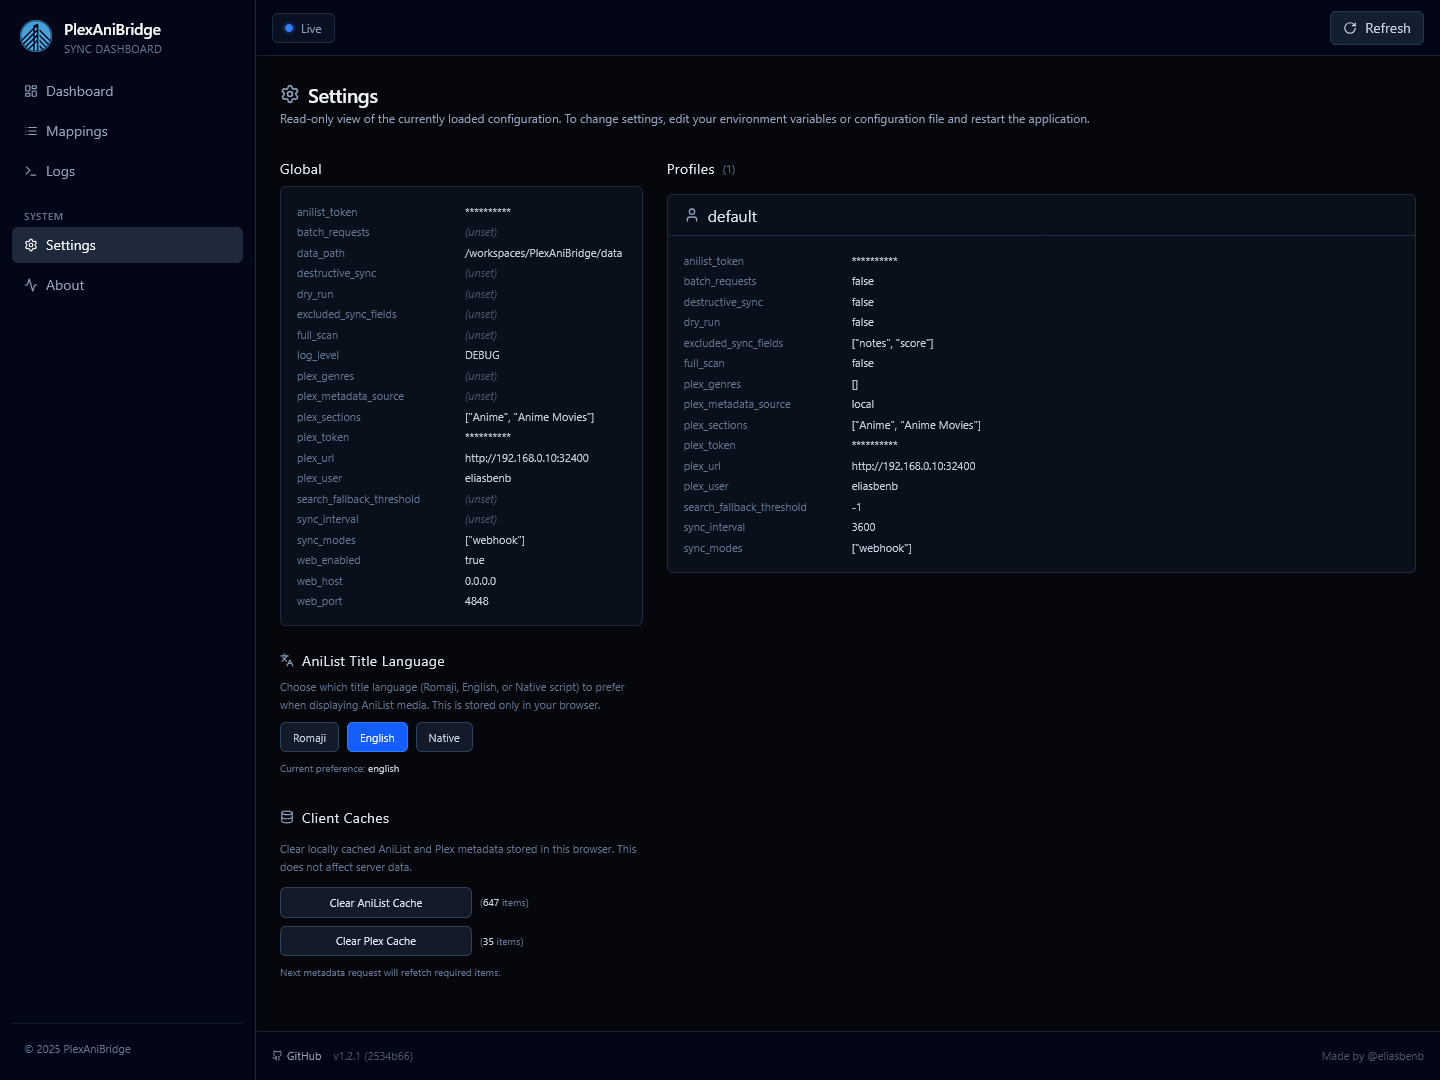 PlexAniBridge
SYNC DASHBOARD
Dashboard
Mappings
Logs
SYSTEM
Settings
About
© 2025 PlexAniBridge
Live
Refresh
Settings
Read-only view of the currently loaded configuration. To change settings, edit your environment variables or configuration file and restart the application.
Global
anilist_token **********
batch_requests (unset)
data_path /workspaces/PlexAniBridge/data
destructive_sync (unset)
dry_run (unset)
excluded_sync_fields (unset)
full_scan (unset)
log_level DEBUG
plex_genres (unset)
plex_metadata_source (unset)
plex_sections ["Anime", "Anime Movies"]
plex_token **********
plex_url http://192.168.0.10:32400
plex_user eliasbenb
search_fallback_threshold (unset)
sync_interval (unset)
sync_modes ["webhook"]
web_enabled true
web_host 0.0.0.0
web_port 4848
Profiles (1)
default
anilist_token **********
batch_requests false
destructive_sync false
dry_run false
excluded_sync_fields ["notes", "score"]
full_scan false
plex_genres []
plex_metadata_source local
plex_sections ["Anime", "Anime Movies"]
plex_token **********
plex_url http://192.168.0.10:32400
plex_user eliasbenb
search_fallback_threshold -1
sync_interval 3600
sync_modes ["webhook"]
AniList Title Language
Choose which title language (Romaji, English, or Native script) to prefer
when displaying AniList media. This is stored only in your browser.
Romaji English Native
Current preference: english
Client Caches
Clear locally cached AniList and Plex metadata stored in this browser. This
does not affect server data.
Clear AniList Cache (647 items)
Clear Plex Cache (35 items)
Next metadata request will refetch required items.
GitHub v1.2.1 (2534b66)
Made by @eliasbenb